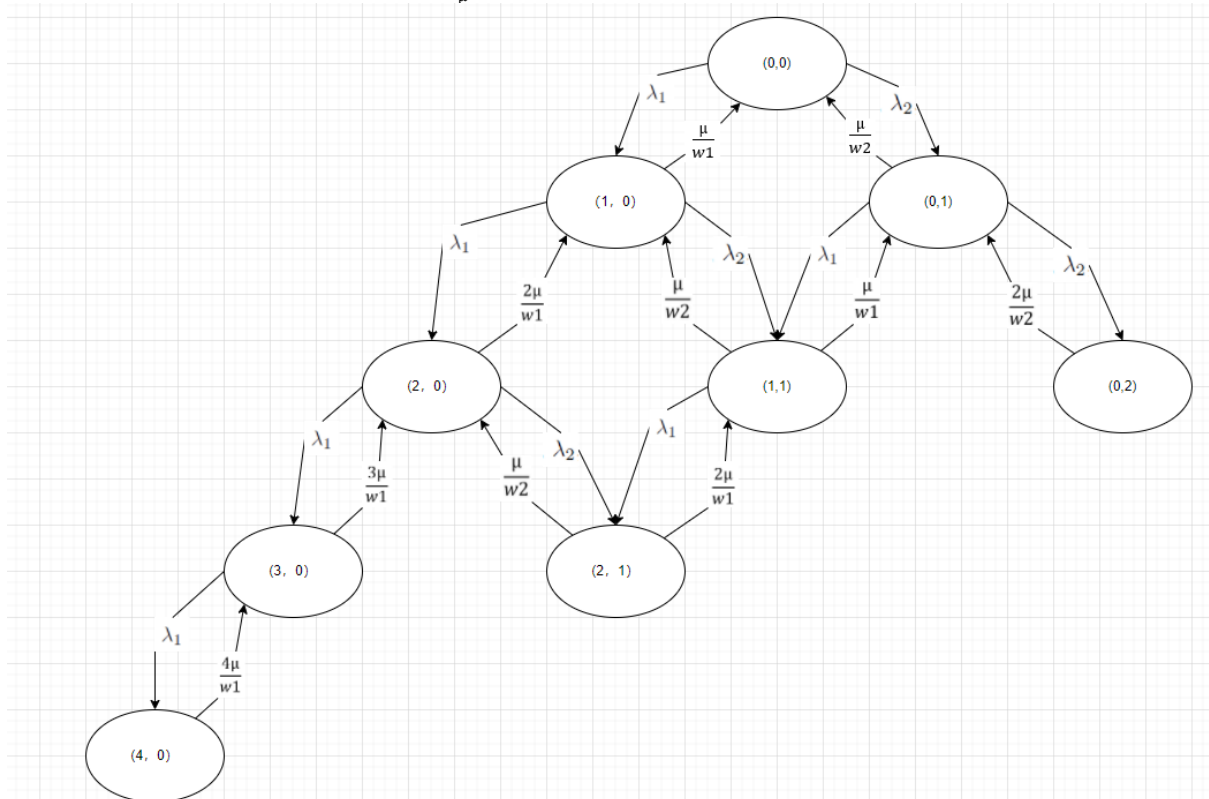 μ
(0,0)
λ₁
λ₂
μ/w1
μ/w2
(1, 0)
(0,1)
λ₁
λ₂
λ₁
λ₂
2μ/w1
μ/w2
μ/w1
2μ/w2
(2, 0)
(1,1)
(0,2)
λ₁
λ₂
λ₁
3μ/w1
μ/w2
2μ/w1
(3, 0)
(2, 1)
λ₁
4μ/w1
(4, 0)